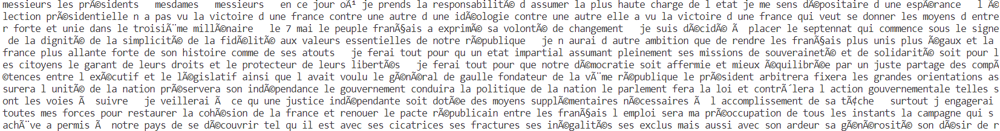 messieurs les prÃ©sidents   mesdames   messieurs   en ce jour oÃ¹ je prends la responsabilitÃ© d assumer la plus haute charge de l etat je me sens dÃ©positaire d une espÃ©rance   l Ã©
lection prÃ©sidentielle n a pas vu la victoire d une france contre une autre d une idÃ©ologie contre une autre elle a vu la victoire d une france qui veut se donner les moyens d entre
r forte et unie dans le troisiÃ¨me millÃ©naire   le 7 mai le peuple franÃ§ais a exprimÃ© sa volontÃ© de changement   je suis dÃ©cidÃ© Ã  placer le septennat qui commence sous le signe
 de la dignitÃ© de la simplicitÃ© de la fidÃ©litÃ© aux valeurs essentielles de notre rÃ©publique   je n aurai d autre ambition que de rendre les franÃ§ais plus unis plus Ã©gaux et la
france plus allante forte de son histoire comme de ses atouts   je ferai tout pour qu un etat impartial assumant pleinement ses missions de souverainetÃ© et de solidaritÃ© soit pour l
es citoyens le garant de leurs droits et le protecteur de leurs libertÃ©s   je ferai tout pour que notre dÃ©mocratie soit affermie et mieux Ã©quilibrÃ©e par un juste partage des compÃ
©tences entre l exÃ©cutif et le lÃ©gislatif ainsi que l avait voulu le gÃ©nÃ©ral de gaulle fondateur de la vÃ¨me rÃ©publique le prÃ©sident arbitrera fixera les grandes orientations as
surera l unitÃ© de la nation prÃ©servera son indÃ©pendance le gouvernement conduira la politique de la nation le parlement fera la loi et contrÃ´lera l action gouvernementale telles s
ont les voies Ã  suivre   je veillerai Ã  ce qu une justice indÃ©pendante soit dotÃ©e des moyens supplÃ©mentaires nÃ©cessaires Ã  l accomplissement de sa tÃ¢che   surtout j engagerai
toutes mes forces pour restaurer la cohÃ©sion de la france et renouer le pacte rÃ©publicain entre les franÃ§ais l emploi sera ma prÃ©occupation de tous les instants la campagne qui s
achÃ¨ve a permis Ã  notre pays de se dÃ©couvrir tel qu il est avec ses cicatrices ses fractures ses inÃ©galitÃ©s ses exclus mais aussi avec son ardeur sa gÃ©nÃ©rositÃ© son dÃ©sir de r